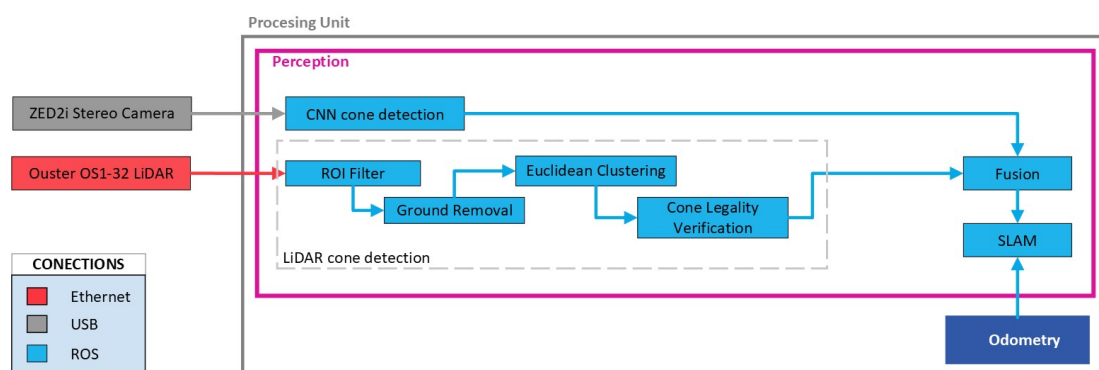 Procesing Unit
Perception
ZED2i Stereo Camera
CNN cone detection
Ouster OS1-32 LiDAR
ROI Filter
Euclidean Clustering
Fusion
Ground Removal
Cone Legality
Verification
SLAM
LiDAR cone detection
CONECTIONS
Ethernet
USB
ROS
Odometry